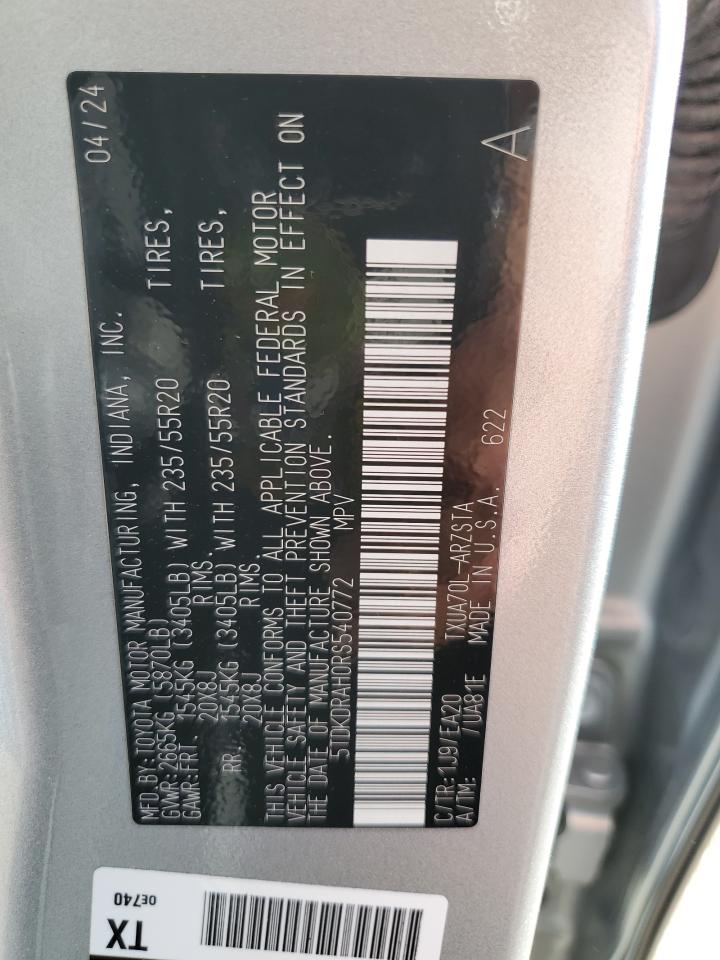 MFD. BY: TOYOTA MOTOR MANUFACTURING, INDIANA, INC. 04/24
GVWR: 2665KG (5870LB)
GAWR: FRT 1545KG (3405LB) WITH 235/55R20 TIRES,
20X8J RIMS.
RR 1545KG (3405LB) WITH 235/55R20 TIRES,
20X8J RIMS.
THIS VEHICLE CONFORMS TO ALL APPLICABLE FEDERAL MOTOR
VEHICLE SAFETY AND THEFT PREVENTION STANDARDS IN EFFECT ON
THE DATE OF MANUFACTURE SHOWN ABOVE.
5TDKDRAH0RS540772 MPV
C/TR: 1J9/EA20 TXUA70L-ARZSTA A
A/TM: /UA81E MADE IN U.S.A. 622
TX
0E740